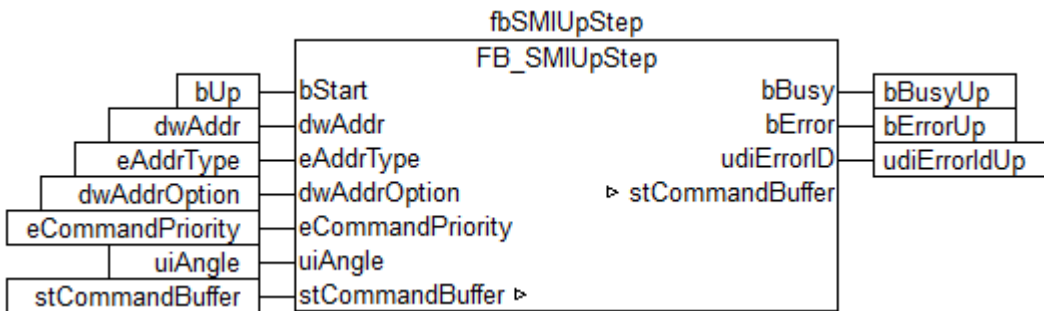 fbSMIUpStep
FB_SMIUpStep
bUp bStart bBusy bBusyUp
dwAddr dwAddr bError bErrorUp
eAddrType eAddrType udiErrorID udiErrorIdUp
dwAddrOption dwAddrOption ▹ stCommandBuffer
eCommandPriority eCommandPriority
uiAngle uiAngle
stCommandBuffer stCommandBuffer ▹